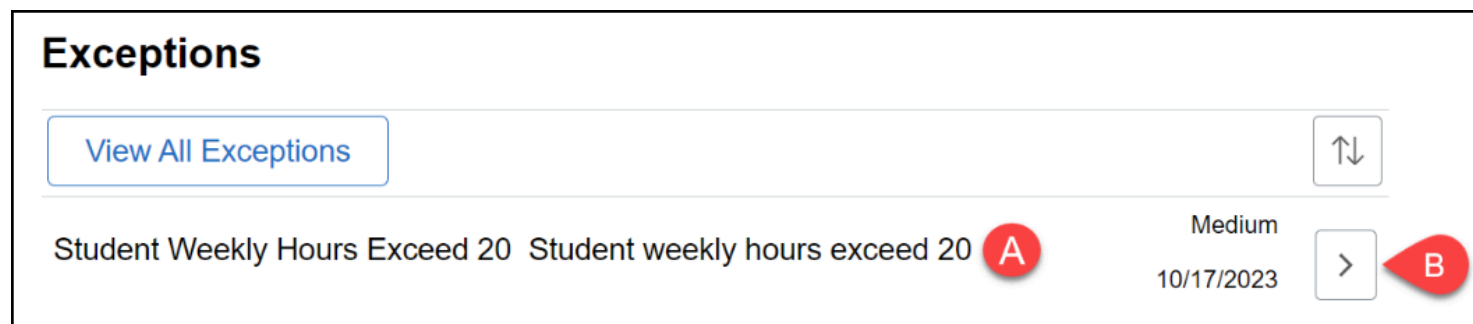 Exceptions
View All Exceptions
Student Weekly Hours Exceed 20 Student weekly hours exceed 20 A
Medium
10/17/2023
B